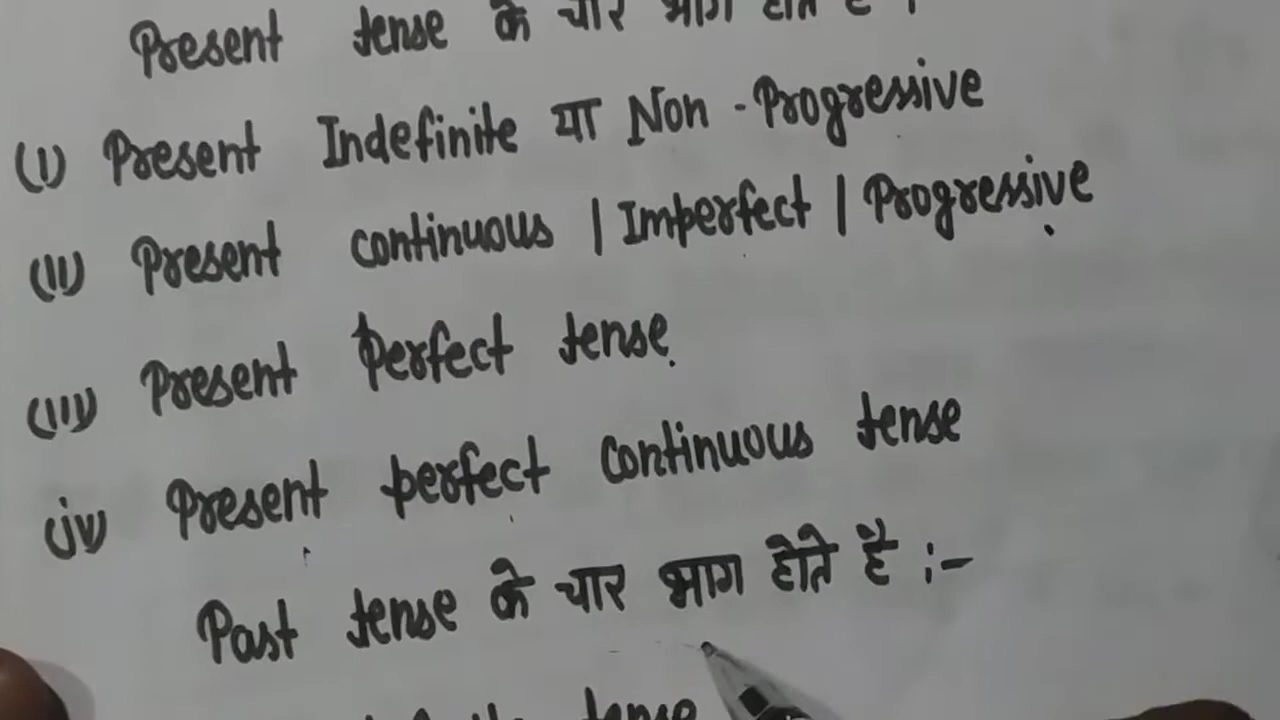 Present tense के चार भाग होते है :
(I) Present Indefinite या Non-Progressive
(II) Present continuous | Imperfect | Progressive
(III) Present Perfect tense.
(iv) Present perfect continuous tense
Past tense के चार भाग होते है :-
tense